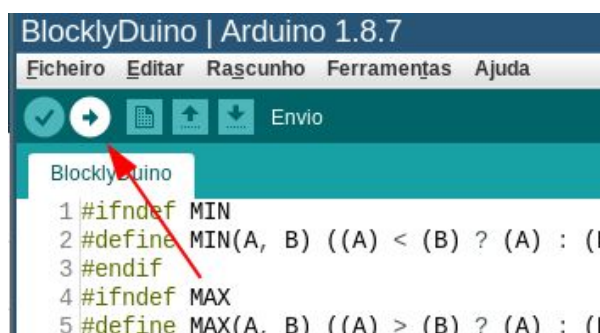 BlocklyDuino | Arduino 1.8.7
Ficheiro Editar Rascunho Ferramentas Ajuda
Envio
BlocklyDuino
1 #ifndef MIN
2 #define MIN(A, B) ((A) < (B) ? (A) : (
3 #endif
4 #ifndef MAX
5 #define MAX(A, B) ((A) > (B) ? (A) : (